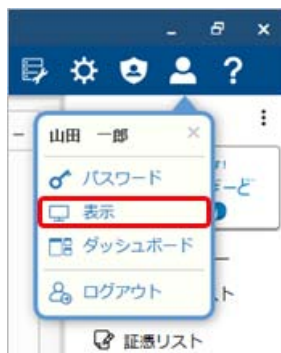 山田 一郎
パスワード
表示
ダッシュボード
ログアウト
証憑リスト